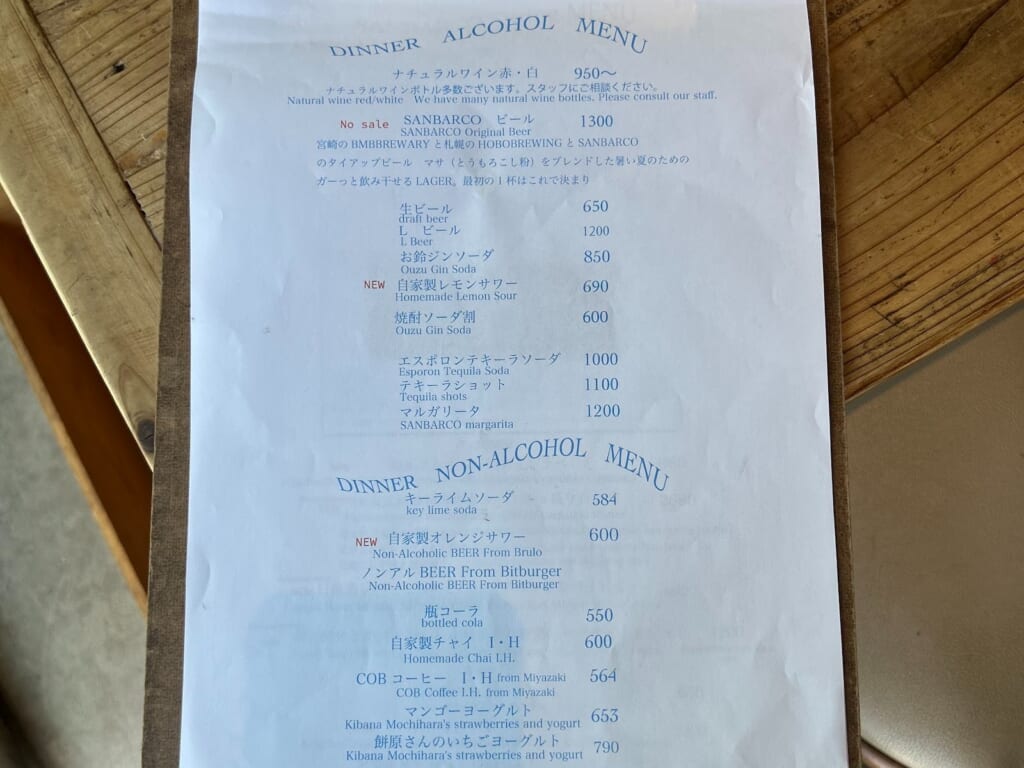 DINNER ALCOHOL MENU
ナチュラルワイン赤・白 950〜
ナチュラルワインボトル多数ございます。スタッフにご相談ください。
Natural wine red/white We have many natural wine bottles. Please consult our staff.
No sale SANBARCO ビール 1300
SANBARCO Original Beer
宮崎の BMBBREWARY と札幌の HOBOBREWING と SANBARCO
のタイアップビール マサ(とうもろこし粉)をブレンドした暑い夏のための
ガーっと飲み干せる LAGER。最初の1杯はこれで決まり
生ビール 650
draft beer
L ビール 1200
L Beer
お鈴ジンソーダ 850
Ouzu Gin Soda
NEW 自家製レモンサワー 690
Homemade Lemon Sour
焼酎ソーダ割 600
Ouzu Gin Soda
エスポロンテキーラソーダ 1000
Esporon Tequila Soda
テキーラショット 1100
Tequila shots
マルガリータ 1200
SANBARCO margarita
DINNER NON-ALCOHOL MENU
キーライムソーダ 584
key lime soda
NEW 自家製オレンジサワー 600
Non-Alcoholic BEER From Brulo
ノンアル BEER From Bitburger
Non-Alcoholic BEER From Bitburger
瓶コーラ 550
bottled cola
自家製チャイ I・H 600
Homemade Chai I.H.
COB コーヒー I・H from Miyazaki 564
COB Coffee I.H. from Miyazaki
マンゴーヨーグルト 653
Kibana Mochihara's strawberries and yogurt
餅原さんのいちごヨーグルト 790
Kibana Mochihara's strawberries and yogurt